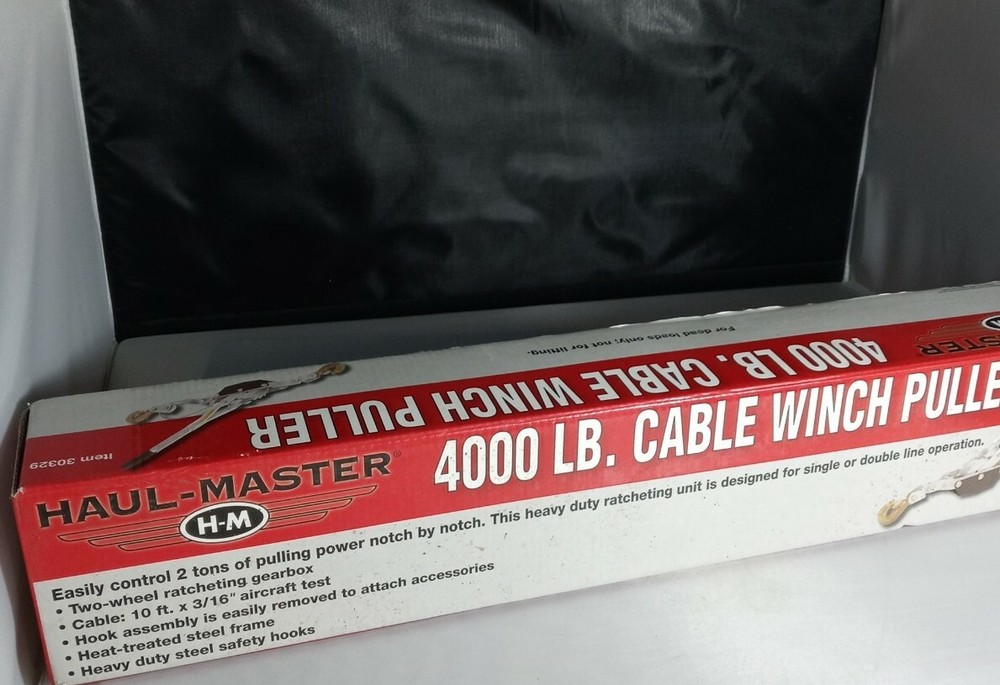 For dead loads only; not for lifting.
4000 LB. CABLE WINCH PULLER
Item 30329
HAUL-MASTER®
H-M
4000 LB. CABLE WINCH PULLE
Easily control 2 tons of pulling power notch by notch. This heavy duty ratcheting unit is designed for single or double line operation.
• Two-wheel ratcheting gearbox
• Cable: 10 ft. x 3/16" aircraft test
• Hook assembly is easily removed to attach accessories
• Heat-treated steel frame
• Heavy duty steel safety hooks